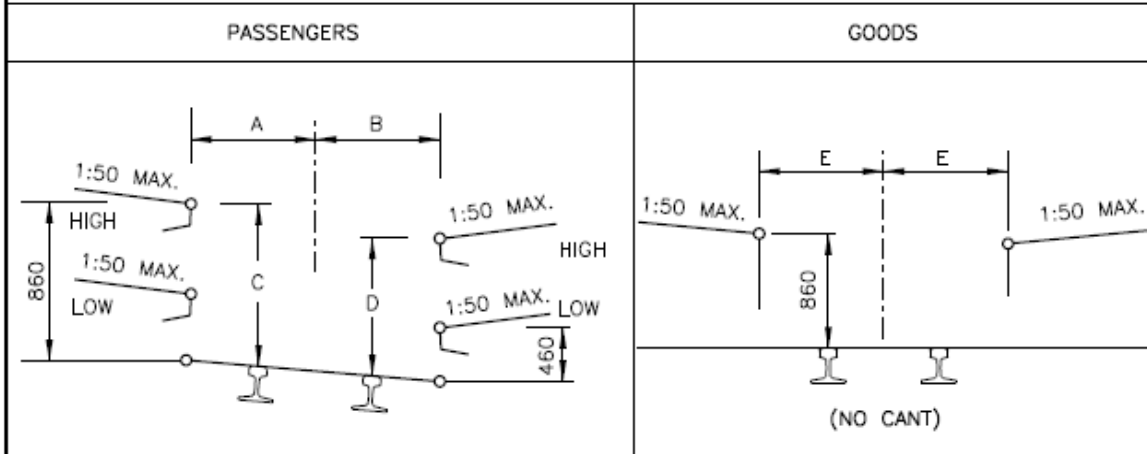 PASSENGERS
GOODS
A
B
1:50 MAX.
HIGH
1:50 MAX.
LOW
860
C
D
1:50 MAX.
HIGH
1:50 MAX.
LOW
460
E
E
1:50 MAX.
1:50 MAX.
860
(NO CANT)